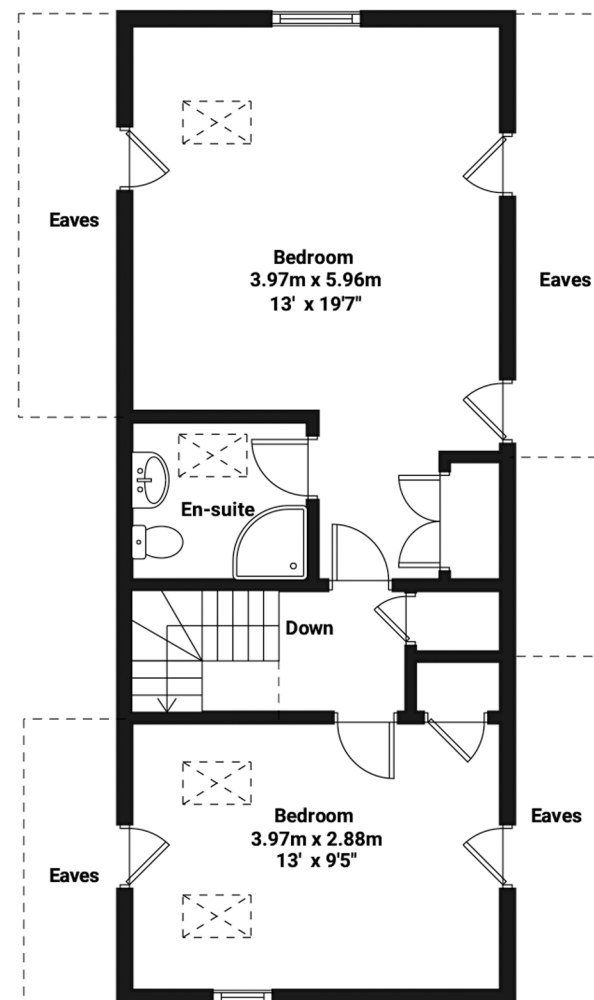 Eaves
Bedroom
3.97m x 5.96m
13' x 19'7"
Eaves
En-suite
Down
Bedroom
3.97m x 2.88m
13' x 9'5"
Eaves
Eaves